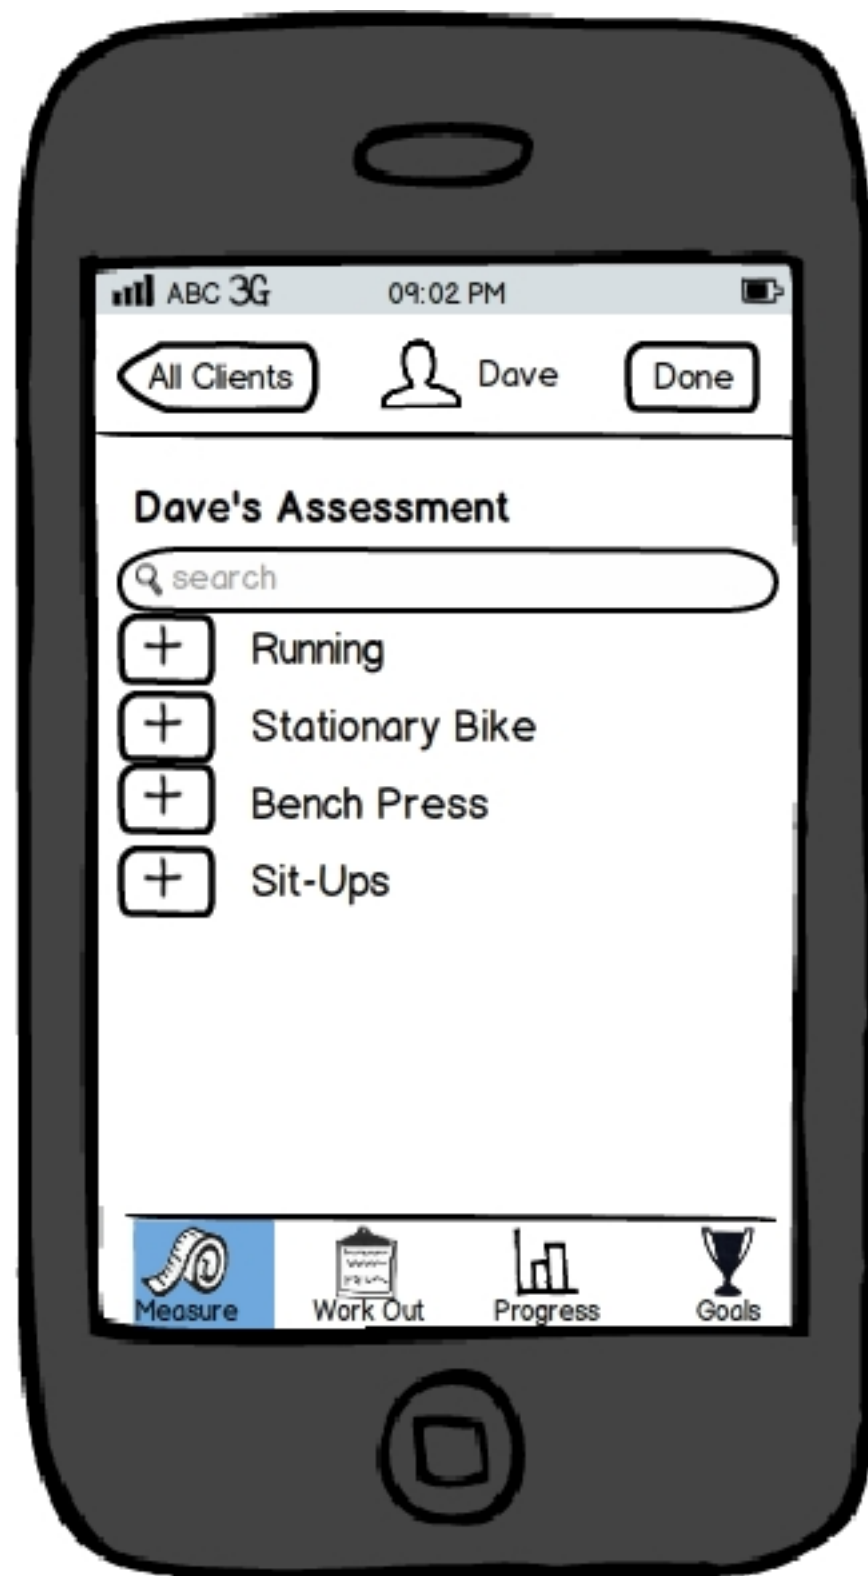 ABC 3G 09:02 PM
All Clients Dave Done
Dave's Assessment
search
+ Running
+ Stationary Bike
+ Bench Press
+ Sit-Ups
Measure Work Out Progress Goals